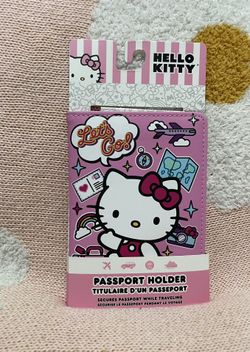 HELLO
KITTY
Let's
Go!
PASSPORT HOLDER
TITULAIRE D'UN PASSEPORT
SECURES PASSPORT WHILE TRAVELING
SÉCURISE LE PASSEPORT PENDANT LE VOYAGE